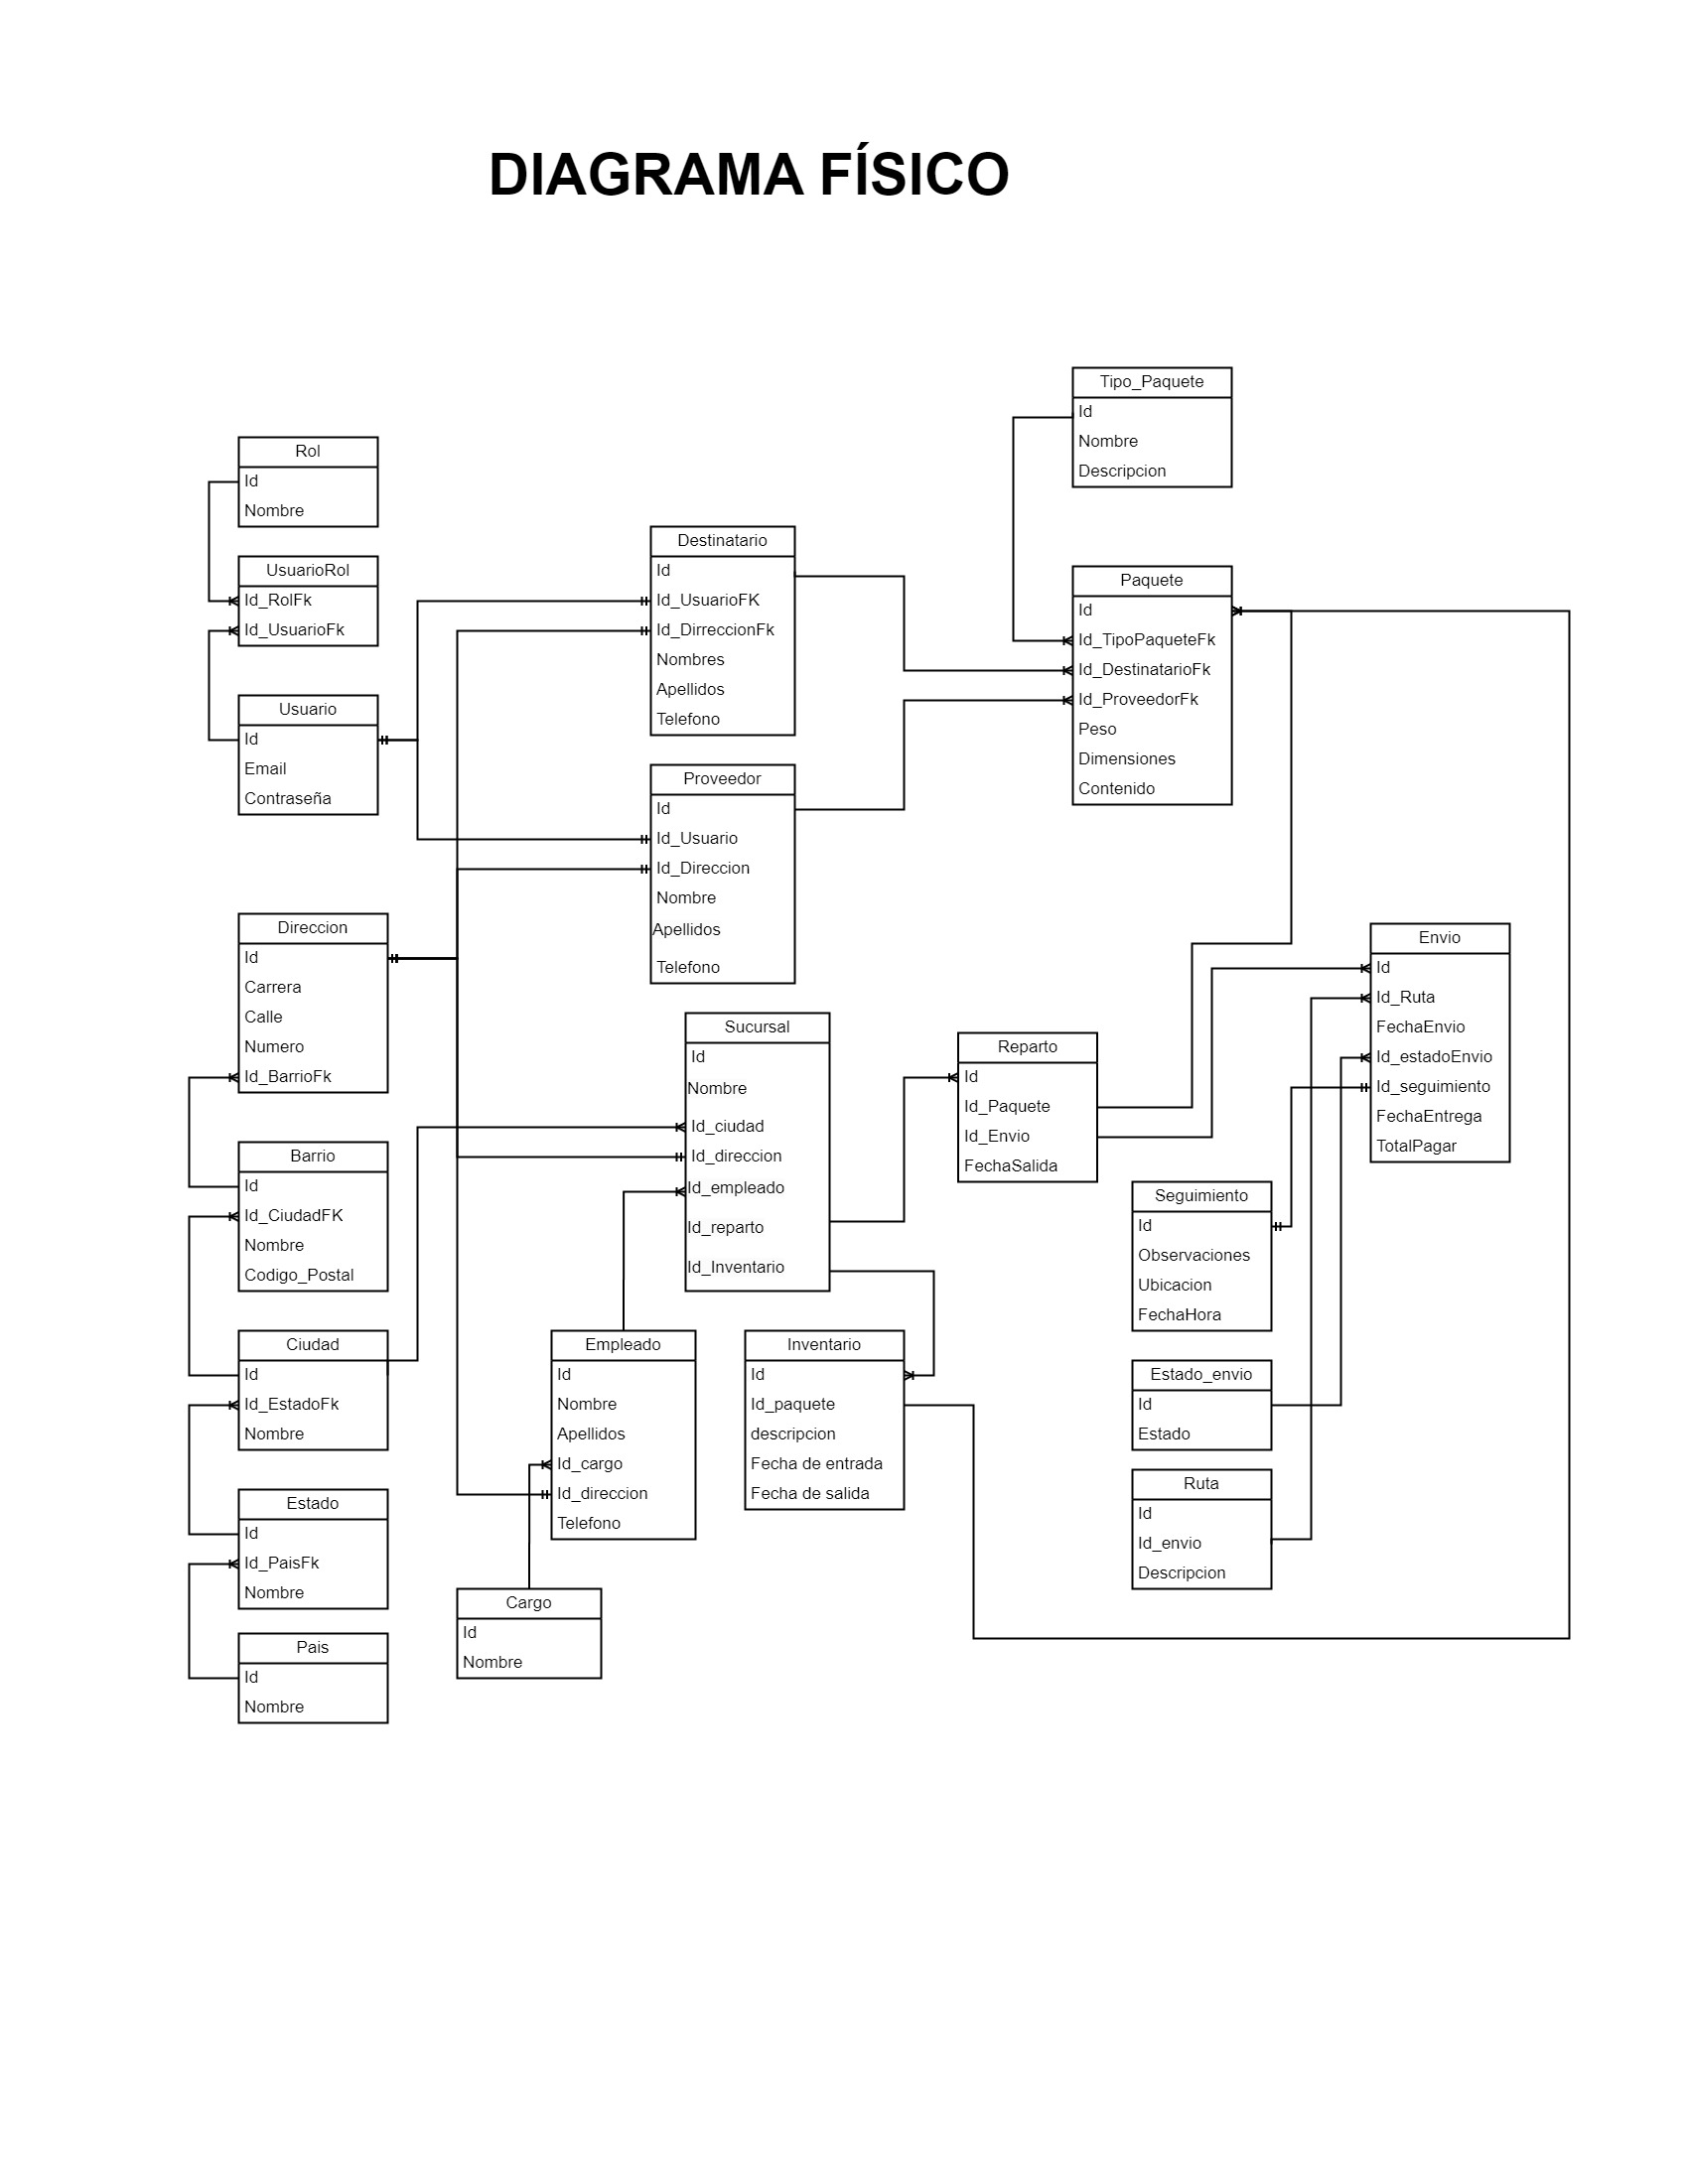 DIAGRAMA FÍSICO
Rol
Id
Nombre
UsuarioRol
Id_RolFk
Id_UsuarioFk
Usuario
Id
Email
Contraseña
Direccion
Id
Carrera
Calle
Numero
Id_BarrioFk
Barrio
Id
Id_CiudadFK
Nombre
Codigo_Postal
Ciudad
Id
Id_EstadoFk
Nombre
Estado
Id
Id_PaisFk
Nombre
Pais
Id
Nombre
Destinatario
Id
Id_UsuarioFK
Id_DirreccionFk
Nombres
Apellidos
Telefono
Proveedor
Id
Id_Usuario
Id_Direccion
Nombre
Apellidos
Telefono
Sucursal
Id
Nombre
Id_ciudad
Id_direccion
Id_empleado
Id_reparto
Id_Inventario
Empleado
Id
Nombre
Apellidos
Id_cargo
Id_direccion
Telefono
Cargo
Id
Nombre
Inventario
Id
Id_paquete
descripcion
Fecha de entrada
Fecha de salida
Tipo_Paquete
Id
Nombre
Descripcion
Paquete
Id
Id_TipoPaqueteFk
Id_DestinatarioFk
Id_ProveedorFk
Peso
Dimensiones
Contenido
Reparto
Id
Id_Paquete
Id_Envio
FechaSalida
Envio
Id
Id_Ruta
FechaEnvio
Id_estadoEnvio
Id_seguimiento
FechaEntrega
TotalPagar
Seguimiento
Id
Observaciones
Ubicacion
FechaHora
Estado_envio
Id
Estado
Ruta
Id
Id_envio
Descripcion